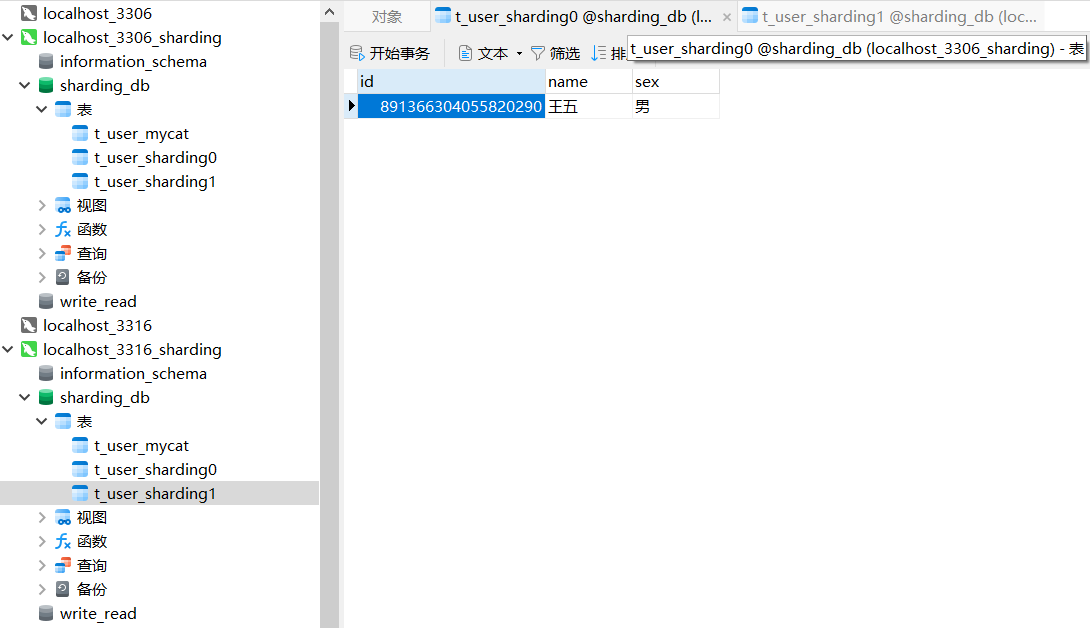 localhost_3306
localhost_3306_sharding
information_schema
sharding_db
表
t_user_mycat
t_user_sharding0
t_user_sharding1
视图
函数
查询
备份
write_read
localhost_3316
localhost_3316_sharding
information_schema
sharding_db
表
t_user_mycat
t_user_sharding0
t_user_sharding1
视图
函数
查询
备份
write_read
对象 t_user_sharding0 @sharding_db (l... × t_user_sharding1 @sharding_db (loc...
开始事务 文本 筛选 排
t_user_sharding0 @sharding_db (localhost_3306_sharding) - 表
id name sex
891366304055820290 王五 男